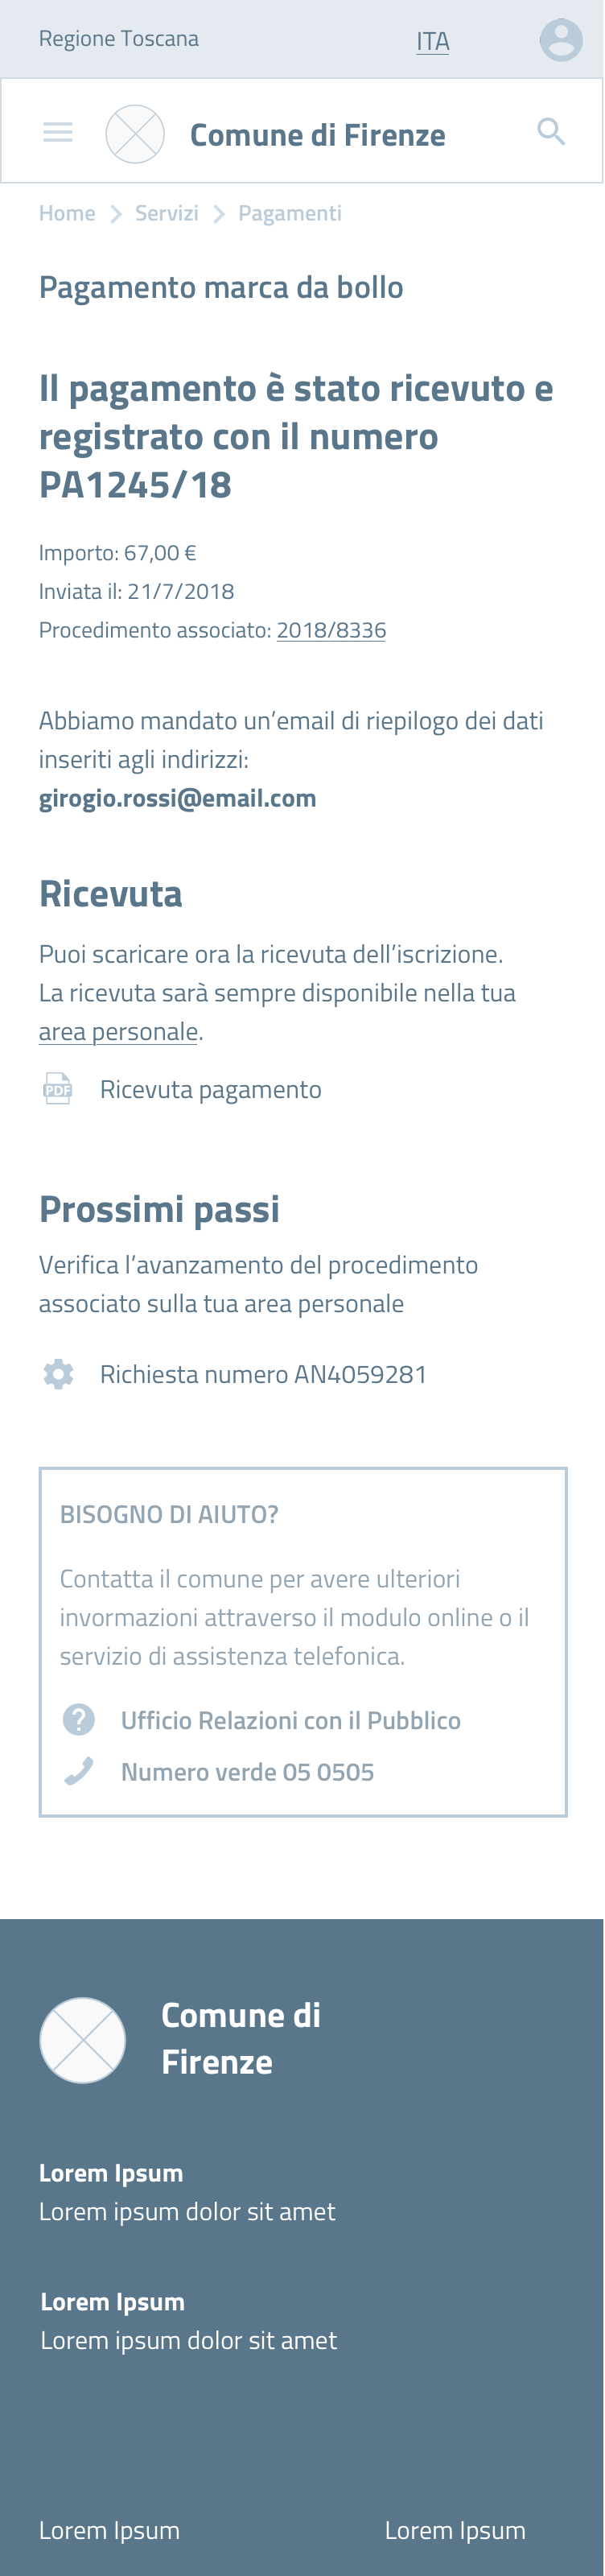 Regione Toscana
ITA
Comune di Firenze
Home
Servizi
Pagamenti
Pagamento marca da bollo
Il pagamento è stato ricevuto e
registrato con il numero
PA1245/18
Importo: 67,00 €
Inviata il: 21/7/2018
Procedimento associato: 2018/8336
Abbiamo mandato un’email di riepilogo dei dati
inseriti agli indirizzi:
girogio.rossi@email.com
Ricevuta
Puoi scaricare ora la ricevuta dell’iscrizione.
La ricevuta sarà sempre disponibile nella tua
area personale.
PDF
Ricevuta pagamento
Prossimi passi
Verifica l’avanzamento del procedimento
associato sulla tua area personale
Richiesta numero AN4059281
BISOGNO DI AIUTO?
Contatta il comune per avere ulteriori
invormazioni attraverso il modulo online o il
servizio di assistenza telefonica.
Ufficio Relazioni con il Pubblico
Numero verde 05 0505
Comune di
Firenze
Lorem Ipsum
Lorem ipsum dolor sit amet
Lorem Ipsum
Lorem ipsum dolor sit amet
Lorem Ipsum
Lorem Ipsum